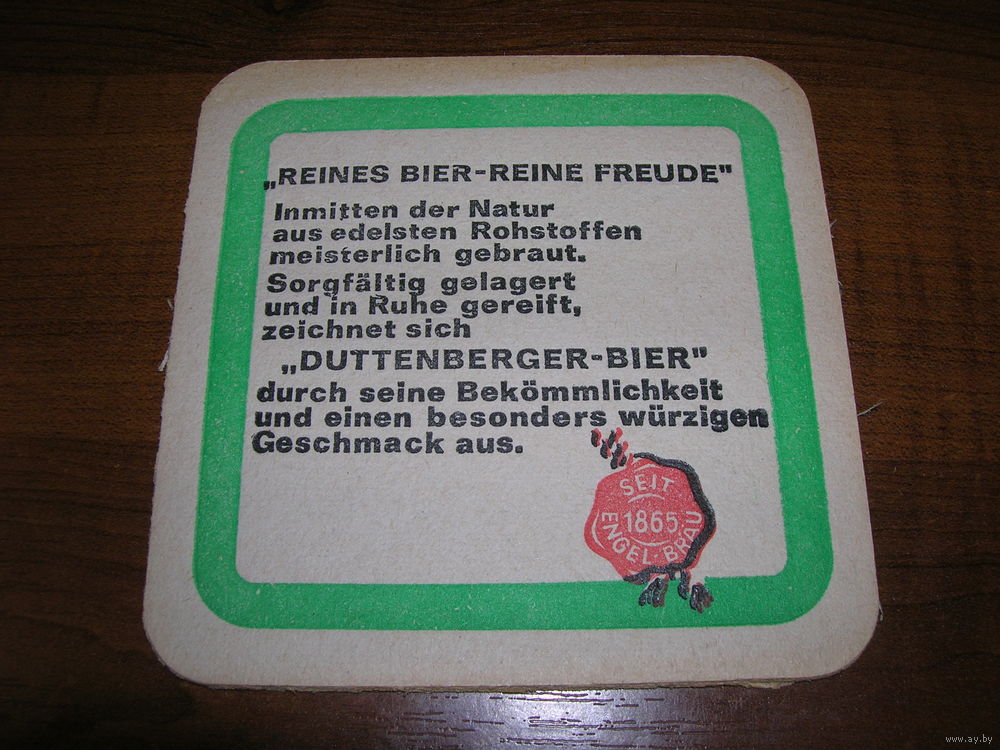 „REINES BIER-REINE FREUDE"
Inmitten der Natur
aus edelsten Rohstoffen
meisterlich gebraut.
Sorgfältig gelagert
und in Ruhe gereift,
zeichnet sich
„DUTTENBERGER-BIER"
durch seine Bekömmlichkeit
und einen besonders würzigen
Geschmack aus.
SEIT
1865
ENGEL·BRÄU
www.ay.by